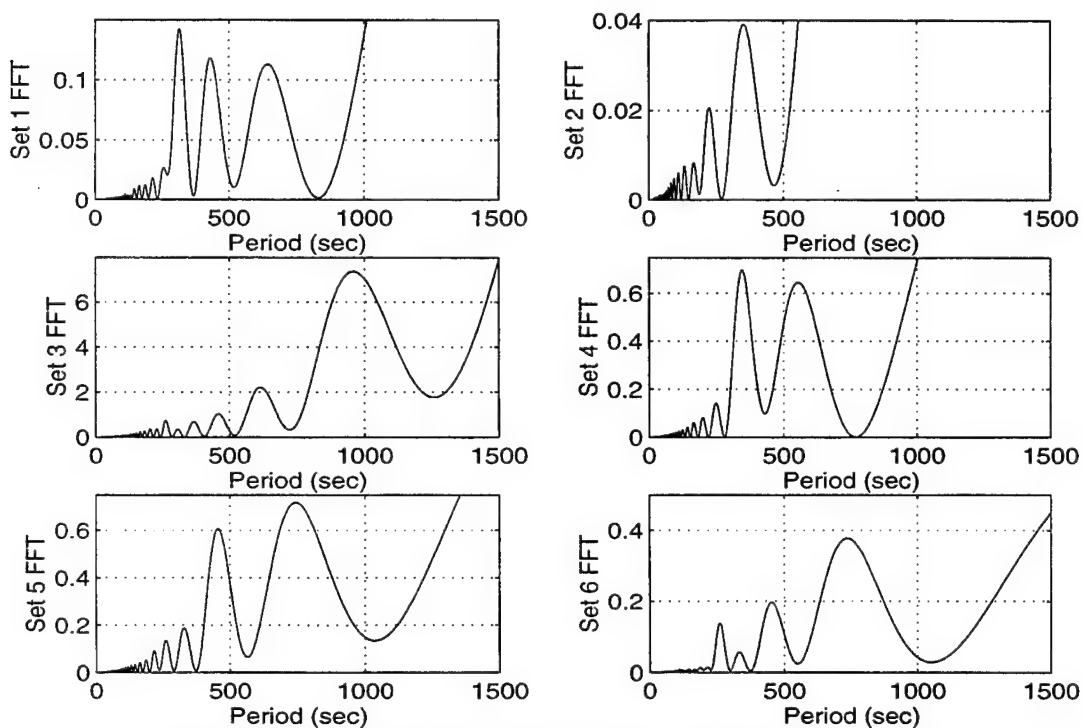 Set 1 FFT
0.1
0.05
0
0 500 1000 1500
Period (sec)
Set 2 FFT
0.04
0.02
0
0 500 1000 1500
Period (sec)
Set 3 FFT
6
4
2
0
0 500 1000 1500
Period (sec)
Set 4 FFT
0.6
0.4
0.2
0
0 500 1000 1500
Period (sec)
Set 5 FFT
0.6
0.4
0.2
0
0 500 1000 1500
Period (sec)
Set 6 FFT
0.4
0.2
0
0 500 1000 1500
Period (sec)